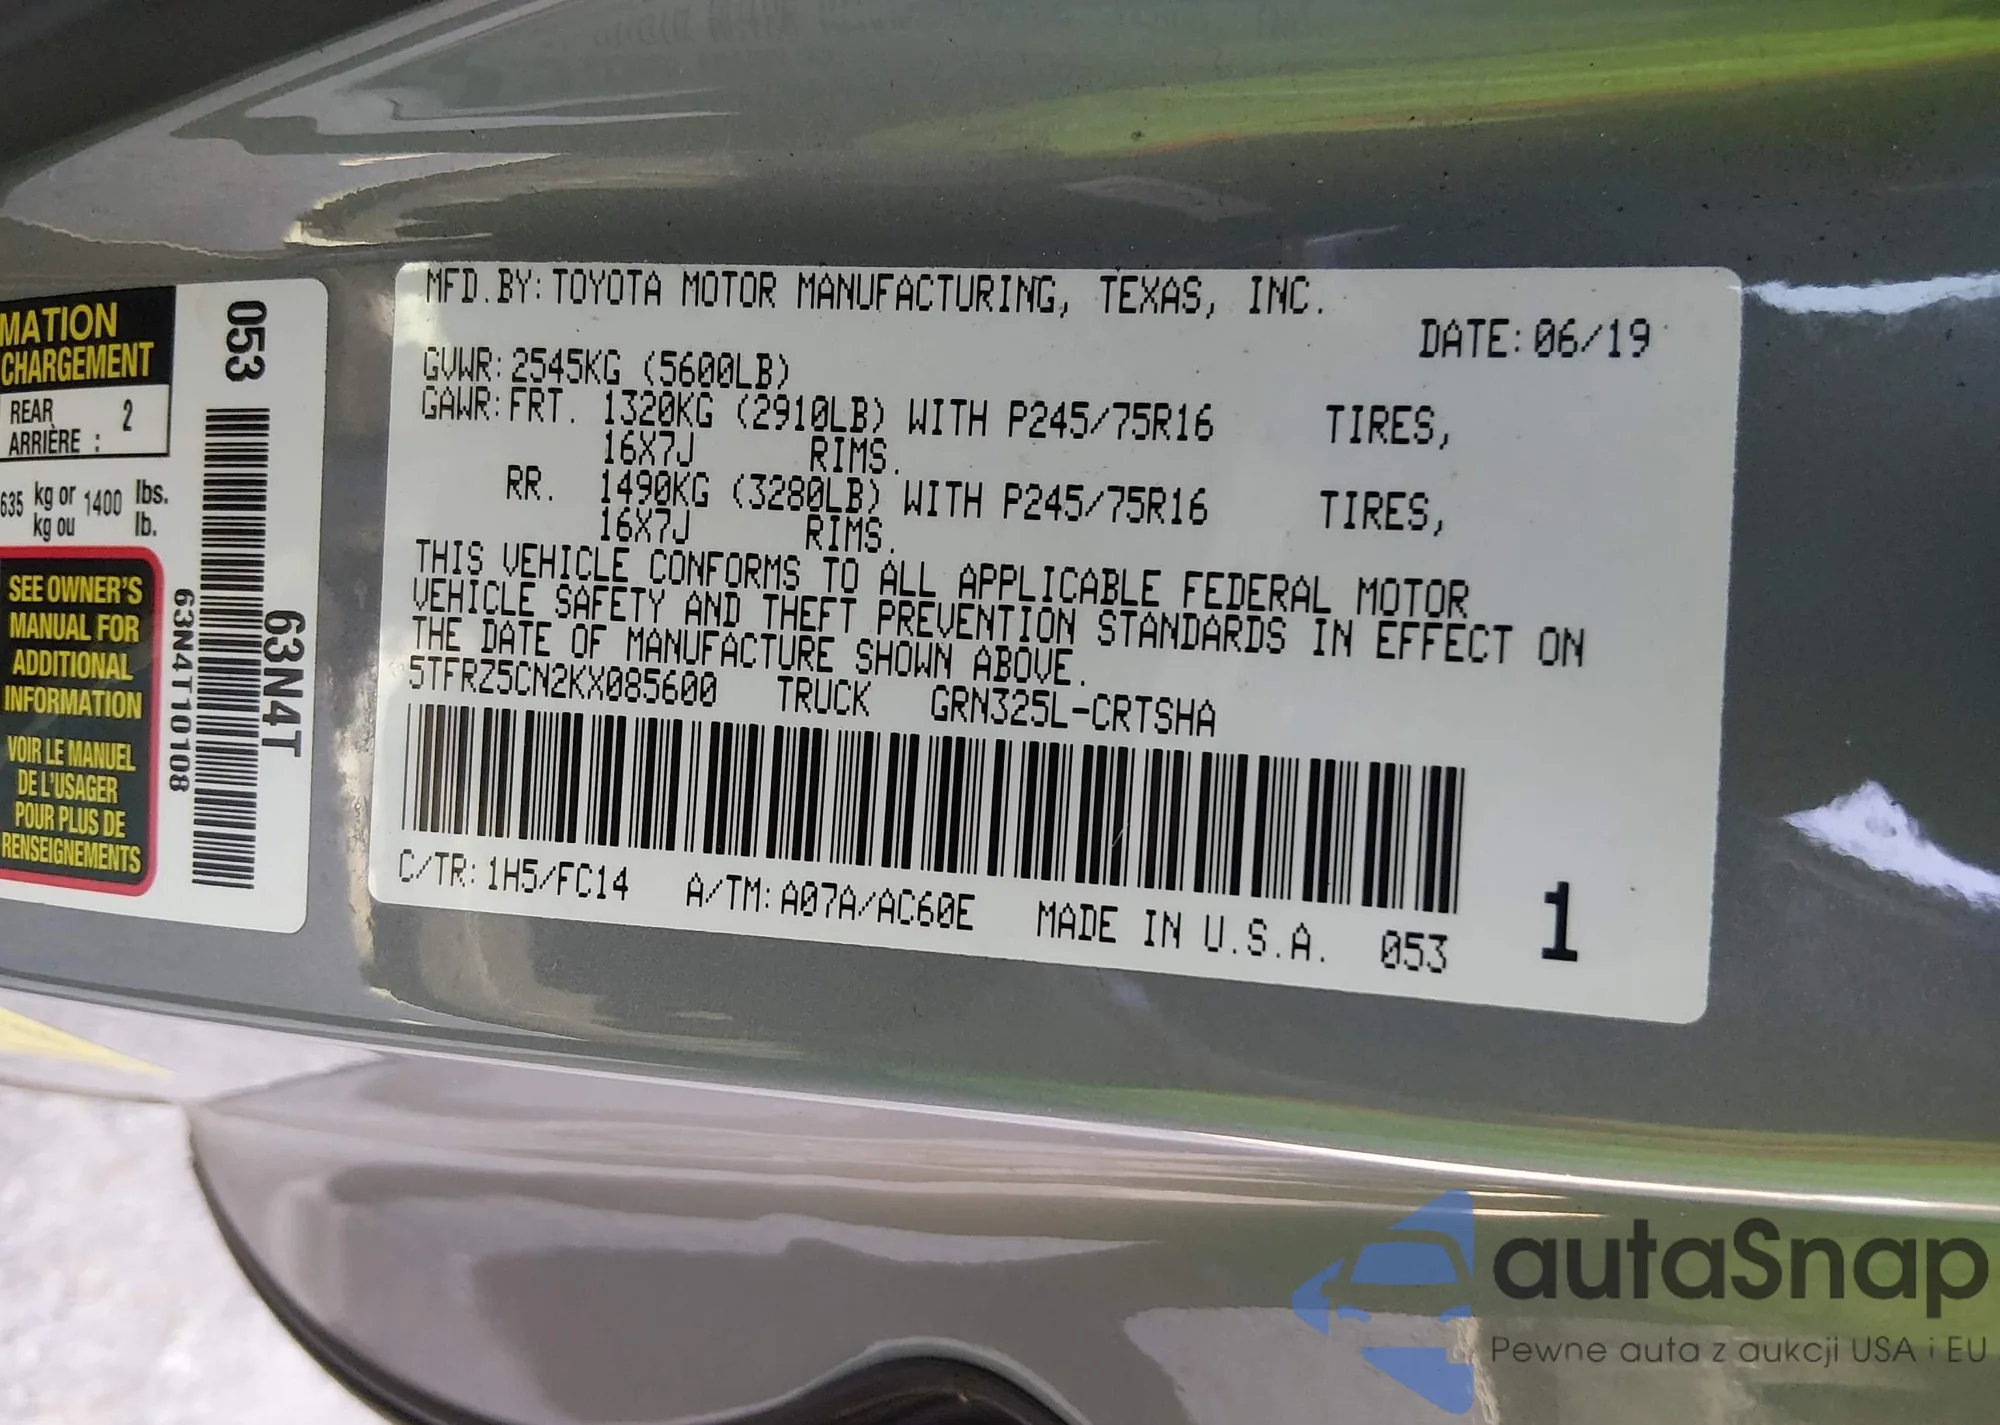 MFD.BY:TOYOTA MOTOR MANUFACTURING, TEXAS, INC.
DATE:06/19
GVWR:2545KG (5600LB)
GAWR:FRT. 1320KG (2910LB) WITH P245/75R16 TIRES,
16X7J RIMS.
RR. 1490KG (3280LB) WITH P245/75R16 TIRES,
16X7J RIMS.
THIS VEHICLE CONFORMS TO ALL APPLICABLE FEDERAL MOTOR
VEHICLE SAFETY AND THEFT PREVENTION STANDARDS IN EFFECT ON
THE DATE OF MANUFACTURE SHOWN ABOVE.
5TFRZ5CN2KX085600 TRUCK GRN325L-CRTSHA
C/TR:1H5/FC14 A/TM:A07A/AC60E MADE IN U.S.A. 053
1
MATION
CHARGEMENT
REAR
ARRIÈRE : 2
635 kg or 1400 lbs.
kg ou lb.
SEE OWNER'S
MANUAL FOR
ADDITIONAL
INFORMATION
VOIR LE MANUEL
DE L'USAGER
POUR PLUS DE
RENSEIGNEMENTS
053
63N4T
63N4T10108
autaSnap
Pewne auta z aukcji USA i EU